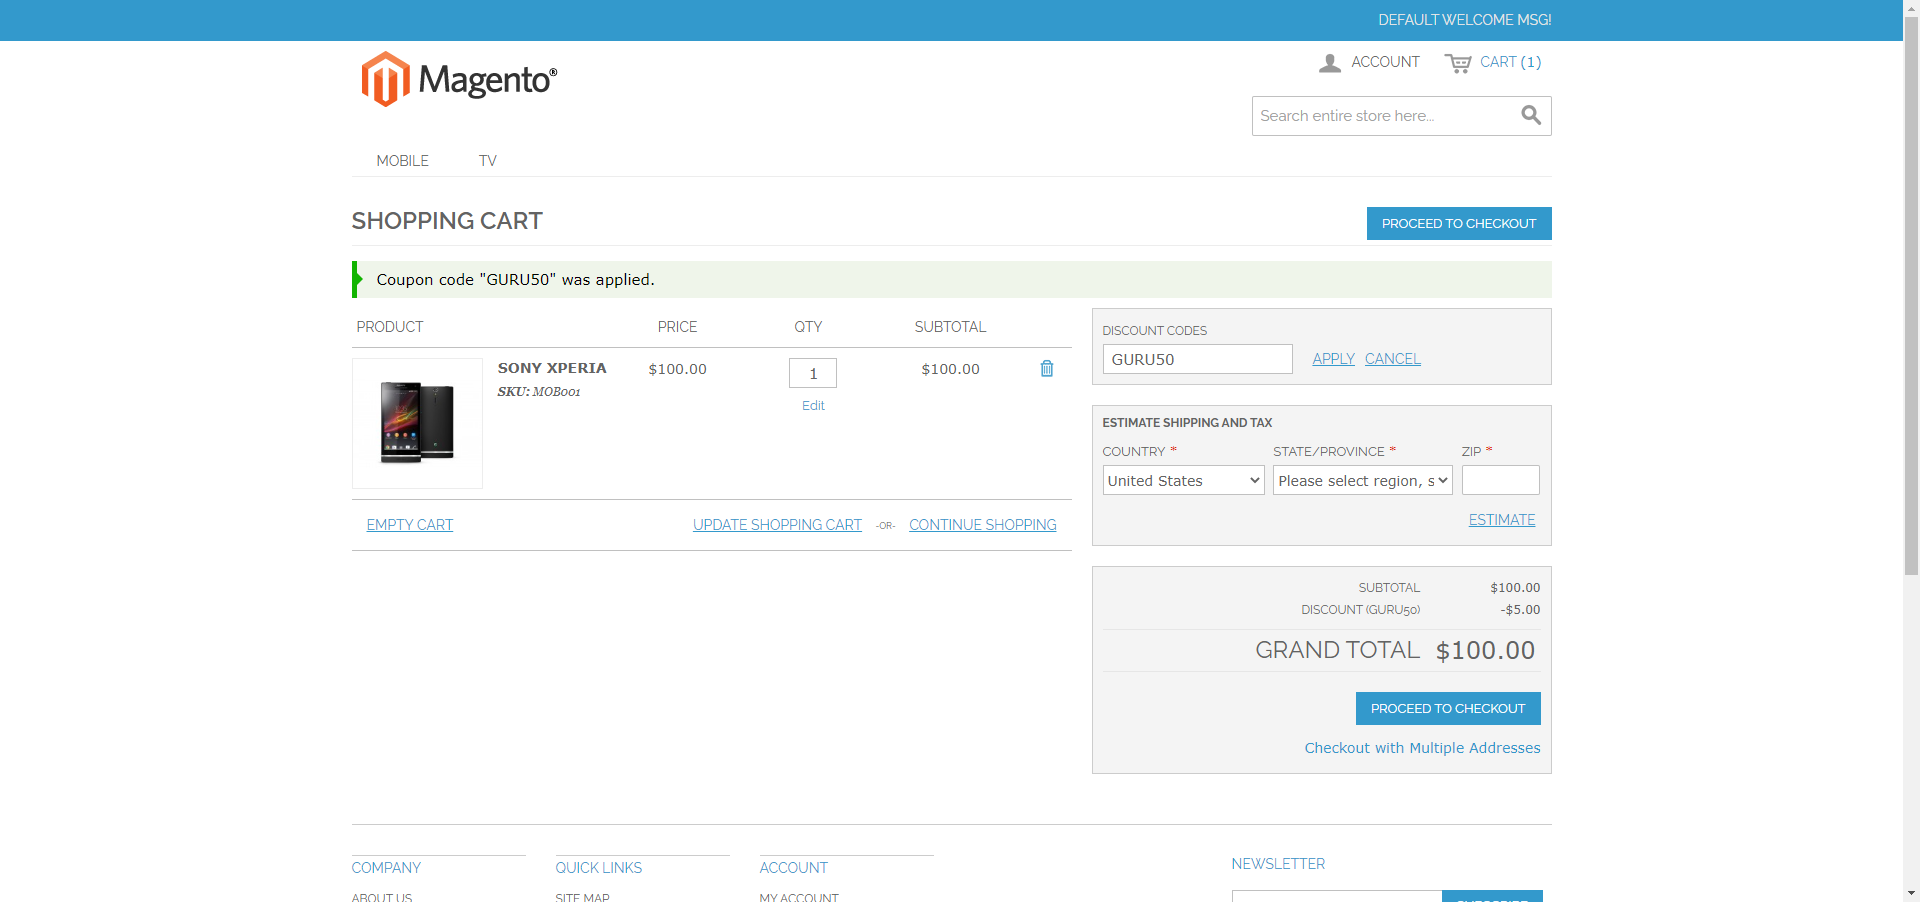 DEFAULT WELCOME MSG!
Magento®
ACCOUNT
CART (1)
Search entire store here...
MOBILE
TV
SHOPPING CART
PROCEED TO CHECKOUT
Coupon code "GURU50" was applied.
PRODUCT PRICE QTY SUBTOTAL
SONY XPERIA $100.00 1 $100.00
SKU: MOB001
Edit
EMPTY CART UPDATE SHOPPING CART -OR- CONTINUE SHOPPING
DISCOUNT CODES
GURU50 APPLY CANCEL
ESTIMATE SHIPPING AND TAX
COUNTRY * STATE/PROVINCE * ZIP *
United States Please select region, s
ESTIMATE
SUBTOTAL $100.00
DISCOUNT (GURU50) -$5.00
GRAND TOTAL $100.00
PROCEED TO CHECKOUT
Checkout with Multiple Addresses
COMPANY
ABOUT US
QUICK LINKS
SITE MAP
ACCOUNT
MY ACCOUNT
NEWSLETTER
SUBSCRIBE